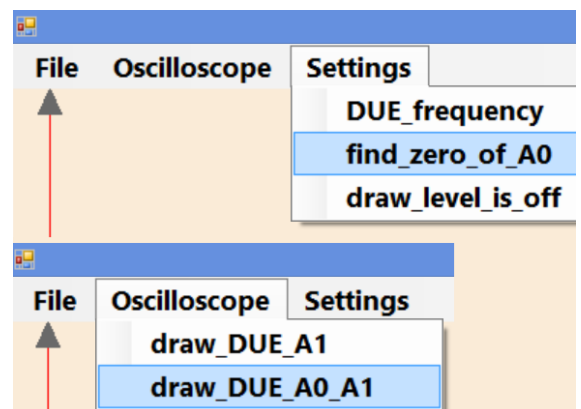 File Oscilloscope Settings
DUE_frequency
find_zero_of_A0
draw_level_is_off
File Oscilloscope Settings
draw_DUE_A1
draw_DUE_A0_A1